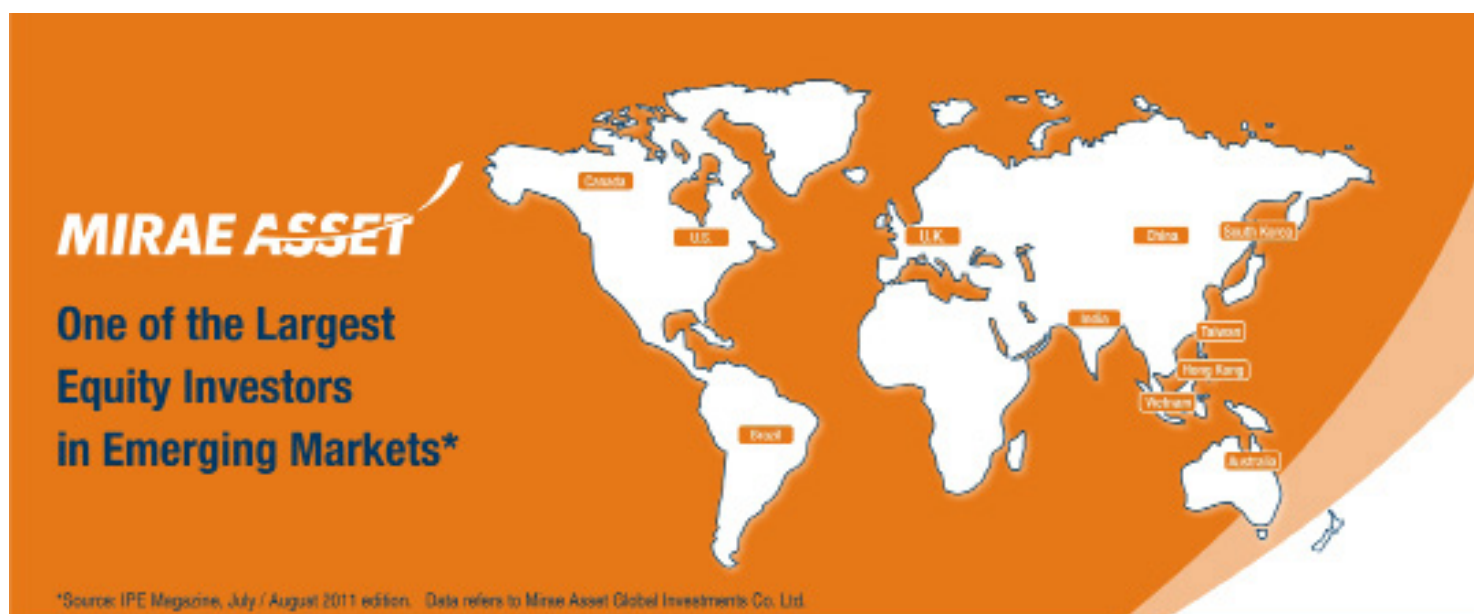 MIRAE ASSET
One of the Largest
Equity Investors
in Emerging Markets*
Canada
U.S.
U.K.
China
South Korea
India
Taiwan
Hong Kong
Vietnam
Brazil
Australia
*Source: IPE Magazine, July / August 2011 edition. Data refers to Mirae Asset Global Investments Co. Ltd.